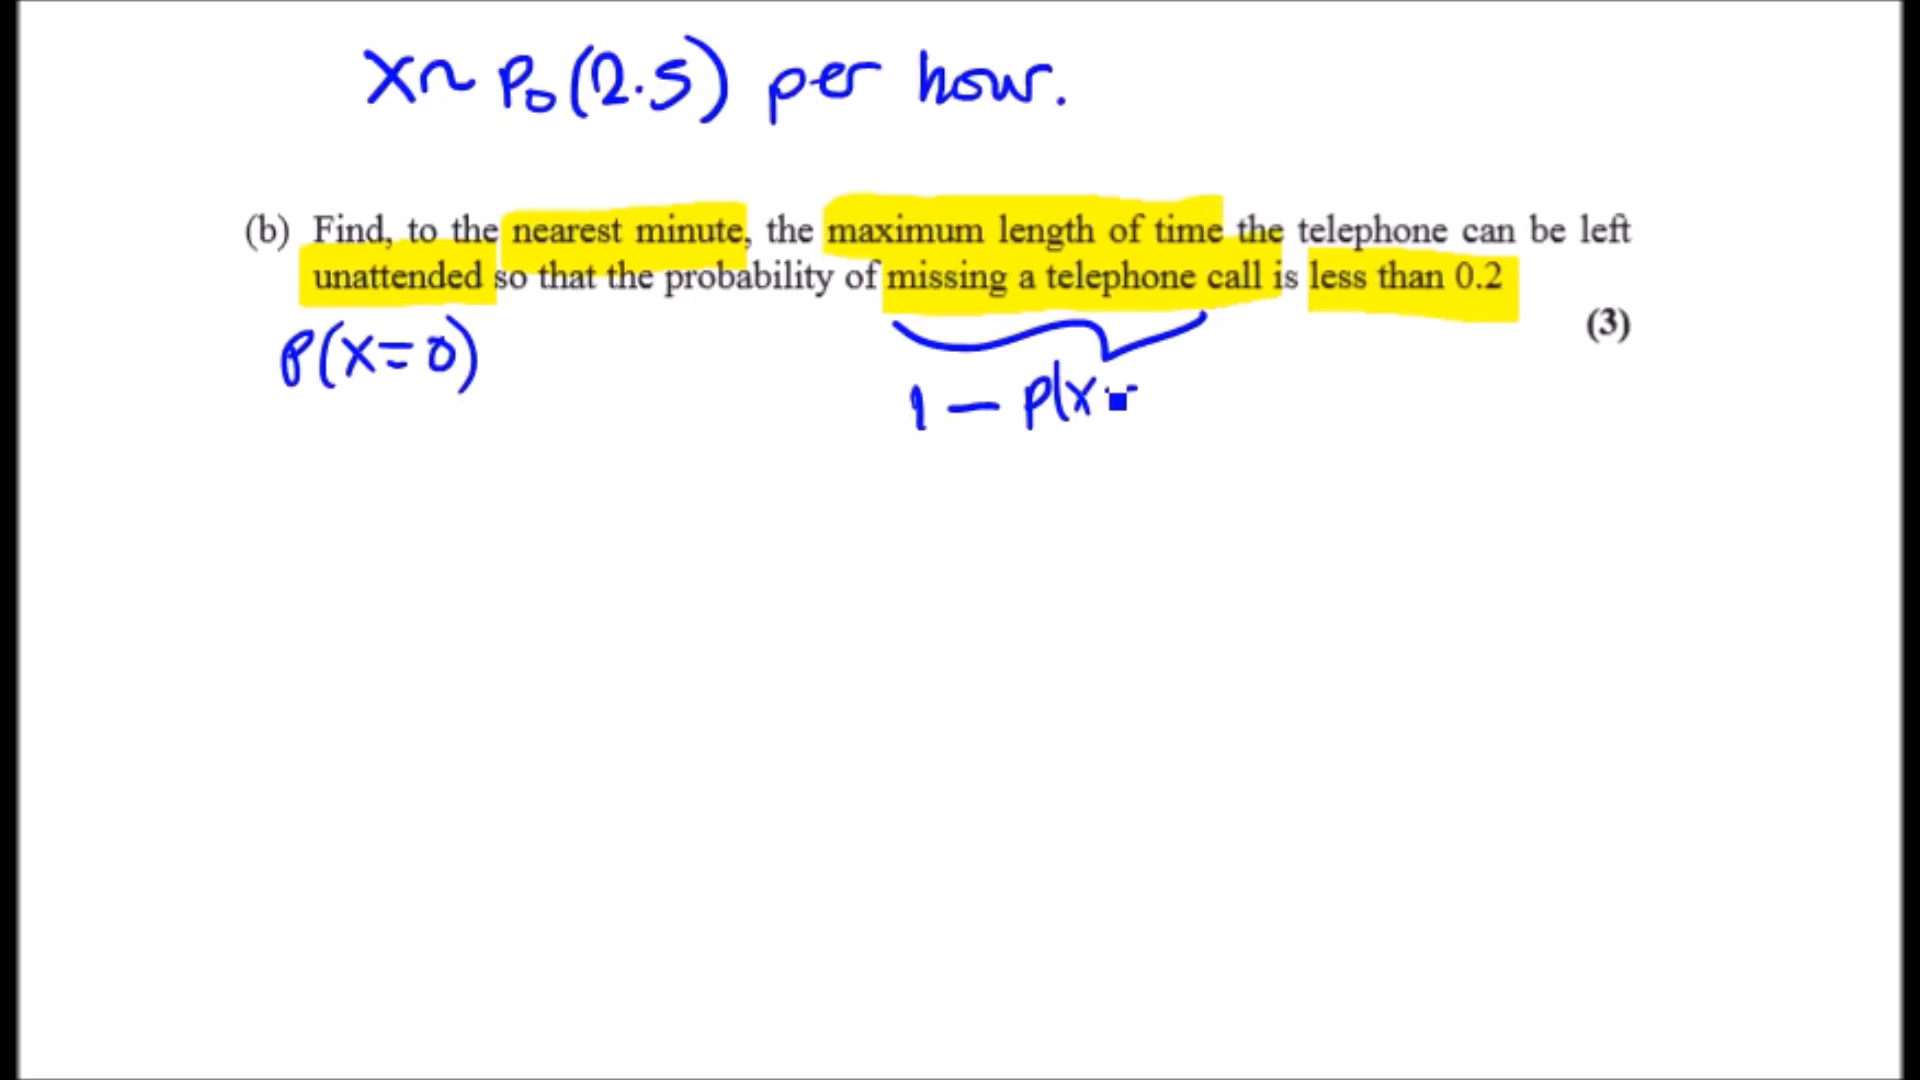 X~ Po(2.5) per hour.
(b) Find, to the nearest minute, the maximum length of time the telephone can be left
unattended so that the probability of missing a telephone call is less than 0.2
(3)
P(X=0)
1 - P(X=